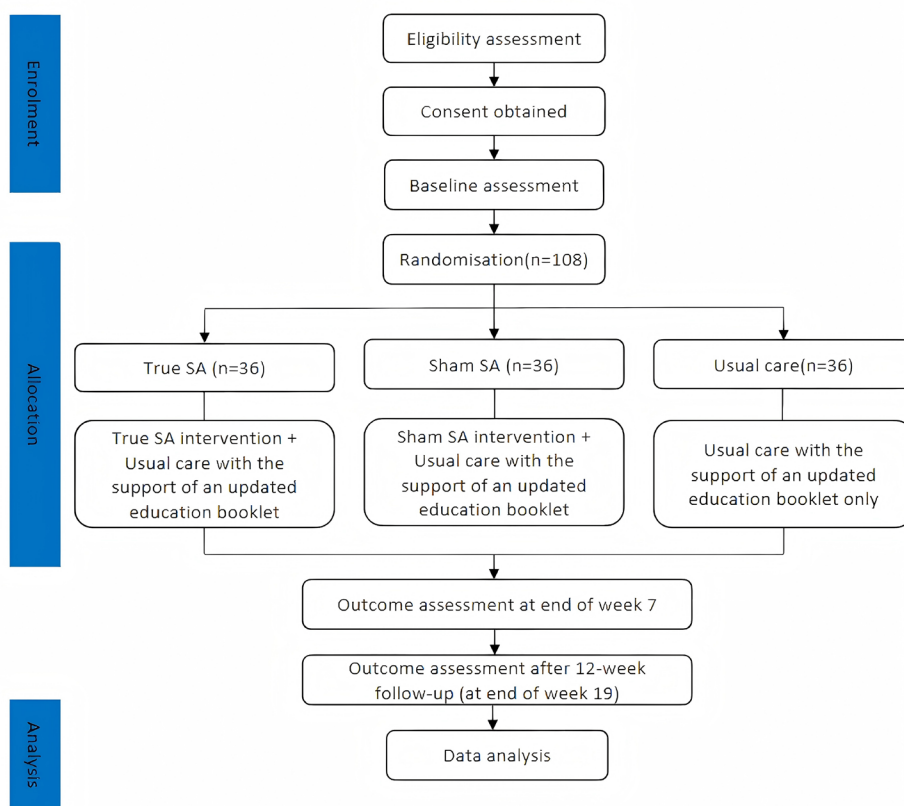 Enrolment
Eligibility assessment
Consent obtained
Baseline assessment
Allocation
Randomisation(n=108)
True SA (n=36)
Sham SA (n=36)
Usual care(n=36)
True SA intervention +
Usual care with the
support of an updated
education booklet
Sham SA intervention +
Usual care with the
support of an updated
education booklet
Usual care with the
support of an updated
education booklet only
Outcome assessment at end of week 7
Outcome assessment after 12-week
follow-up (at end of week 19)
Analysis
Data analysis